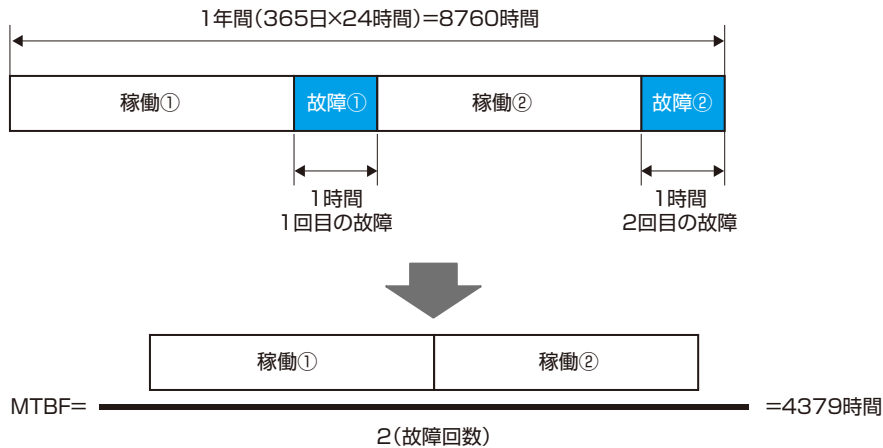 1年間(365日×24時間)=8760時間
稼働①
故障①
稼働②
故障②
1時間
1回目の故障
1時間
2回目の故障
稼働①
稼働②
MTBF=
=4379時間
2(故障回数)